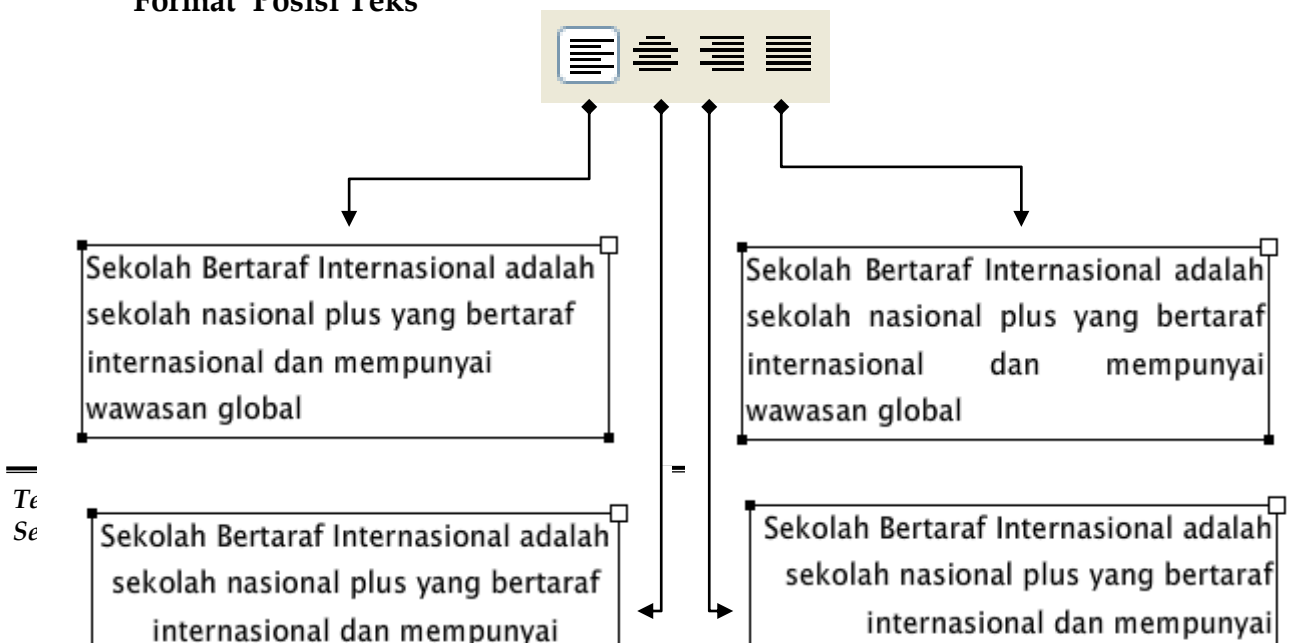 Format Posisi Teks
Sekolah Bertaraf Internasional adalah
sekolah nasional plus yang bertaraf
internasional dan mempunyai
wawasan global
Sekolah Bertaraf Internasional adalah
sekolah nasional plus yang bertaraf
internasional dan mempunyai
wawasan global
Te
Se
Sekolah Bertaraf Internasional adalah
sekolah nasional plus yang bertaraf
internasional dan mempunyai
Sekolah Bertaraf Internasional adalah
sekolah nasional plus yang bertaraf
internasional dan mempunyai